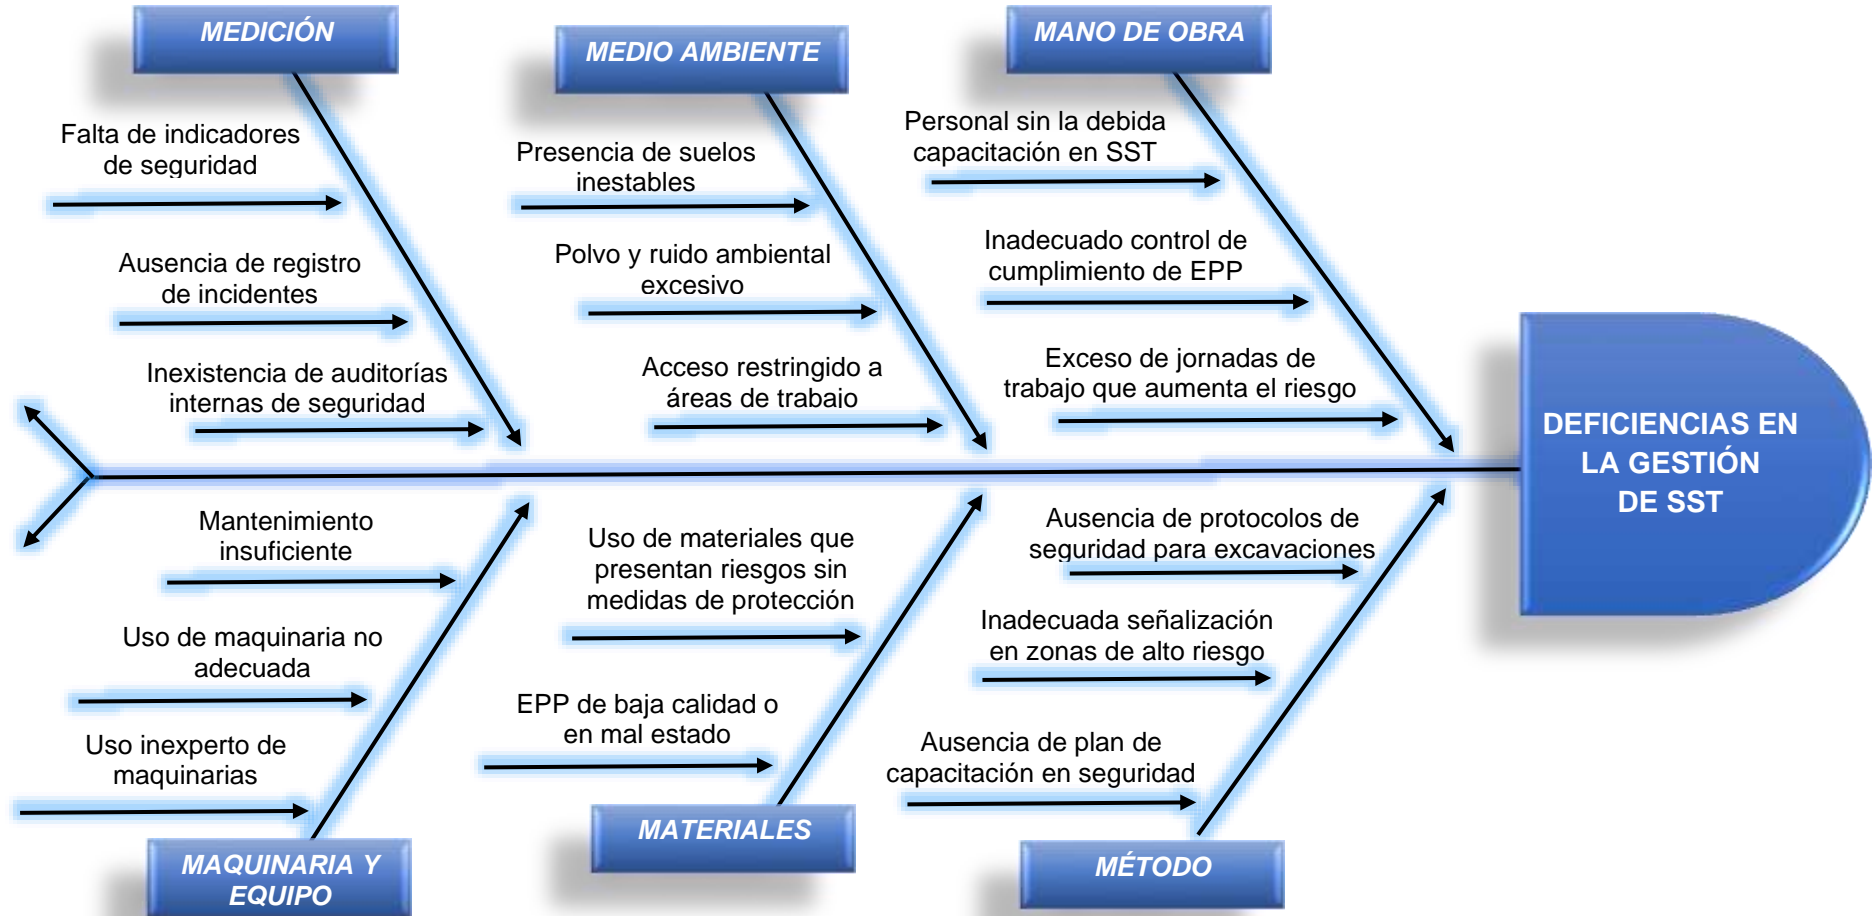 MEDICIÓN
MEDIO AMBIENTE
MANO DE OBRA
Falta de indicadores
de seguridad
Ausencia de registro
de incidentes
Inexistencia de auditorías
internas de seguridad
Presencia de suelos
inestables
Polvo y ruido ambiental
excesivo
Acceso restringido a
áreas de trabajo
Personal sin la debida
capacitación en SST
Inadecuado control de
cumplimiento de EPP
Exceso de jornadas de
trabajo que aumenta el riesgo
DEFICIENCIAS EN
LA GESTIÓN
DE SST
Mantenimiento
insuficiente
Uso de maquinaria no
adecuada
Uso inexperto de
maquinarias
Uso de materiales que
presentan riesgos sin
medidas de protección
EPP de baja calidad o
en mal estado
Ausencia de protocolos de
seguridad para excavaciones
Inadecuada señalización
en zonas de alto riesgo
Ausencia de plan de
capacitación en seguridad
MAQUINARIA Y
EQUIPO
MATERIALES
MÉTODO